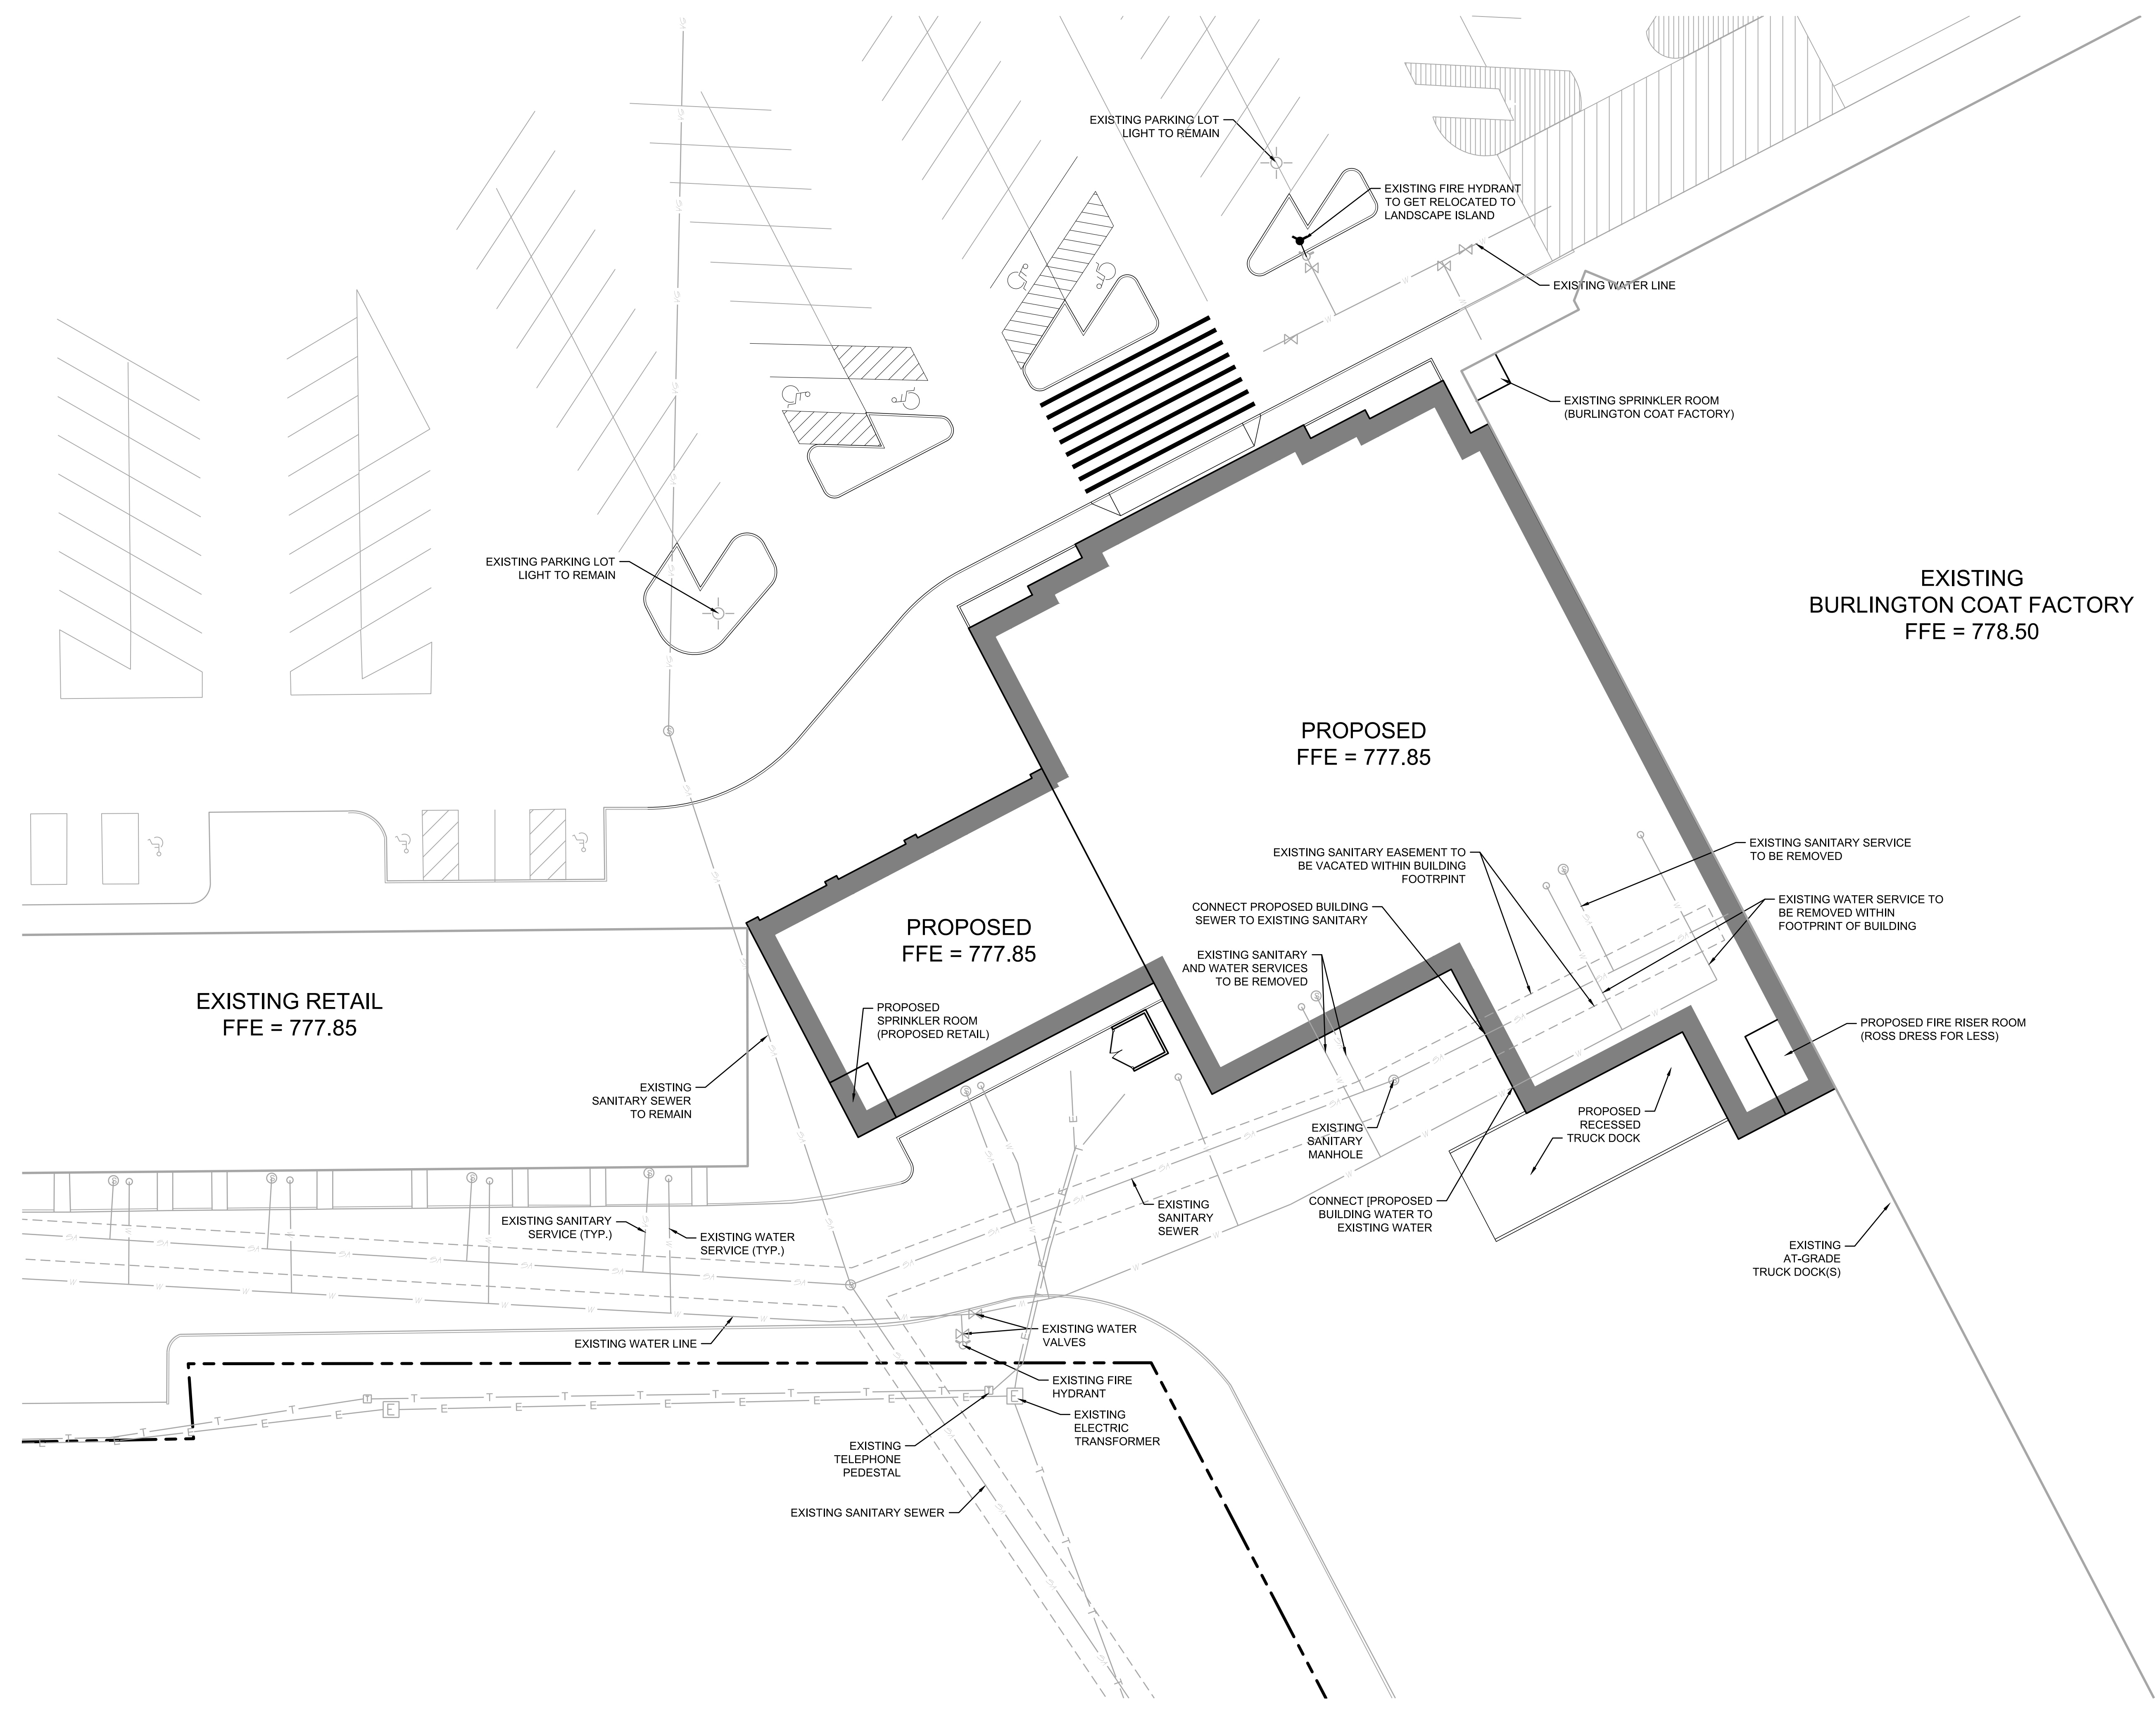 EXISTING PARKING LOT
LIGHT TO REMAIN
EXISTING FIRE HYDRANT
TO GET RELOCATED TO
LANDSCAPE ISLAND
EXISTING WATER LINE
EXISTING SPRINKLER ROOM
(BURLINGTON COAT FACTORY)
EXISTING PARKING LOT
LIGHT TO REMAIN
EXISTING
BURLINGTON COAT FACTORY
FFE = 778.50
PROPOSED
FFE = 777.85
EXISTING SANITARY EASEMENT TO
BE VACATED WITHIN BUILDING
FOOTRPINT
EXISTING SANITARY SERVICE
TO BE REMOVED
CONNECT PROPOSED BUILDING
SEWER TO EXISTING SANITARY
EXISTING WATER SERVICE TO
BE REMOVED WITHIN
FOOTPRINT OF BUILDING
PROPOSED
FFE = 777.85
EXISTING SANITARY
AND WATER SERVICES
TO BE REMOVED
EXISTING RETAIL
FFE = 777.85
PROPOSED
SPRINKLER ROOM
(PROPOSED RETAIL)
PROPOSED FIRE RISER ROOM
(ROSS DRESS FOR LESS)
EXISTING
SANITARY SEWER
TO REMAIN
EXISTING
SANITARY
MANHOLE
PROPOSED
RECESSED
TRUCK DOCK
EXISTING SANITARY
SERVICE (TYP.)
EXISTING WATER
SERVICE (TYP.)
EXISTING
SANITARY
SEWER
CONNECT [PROPOSED
BUILDING WATER TO
EXISTING WATER
EXISTING
AT-GRADE
TRUCK DOCK(S)
EXISTING WATER LINE
EXISTING WATER
VALVES
EXISTING FIRE
HYDRANT
EXISTING
ELECTRIC
TRANSFORMER
EXISTING
TELEPHONE
PEDESTAL
EXISTING SANITARY SEWER